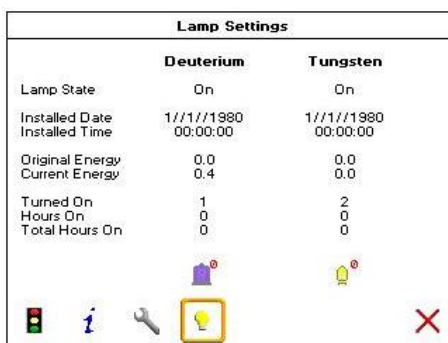 Lamp Settings
Deuterium Tungsten
Lamp State On On
Installed Date 1//1//1980 1//1//1980
Installed Time 00:00:00 00:00:00
Original Energy 0.0 0.0
Current Energy 0.4 0.0
Turned On 1 2
Hours On 0 0
Total Hours On 0 0
0 0
i